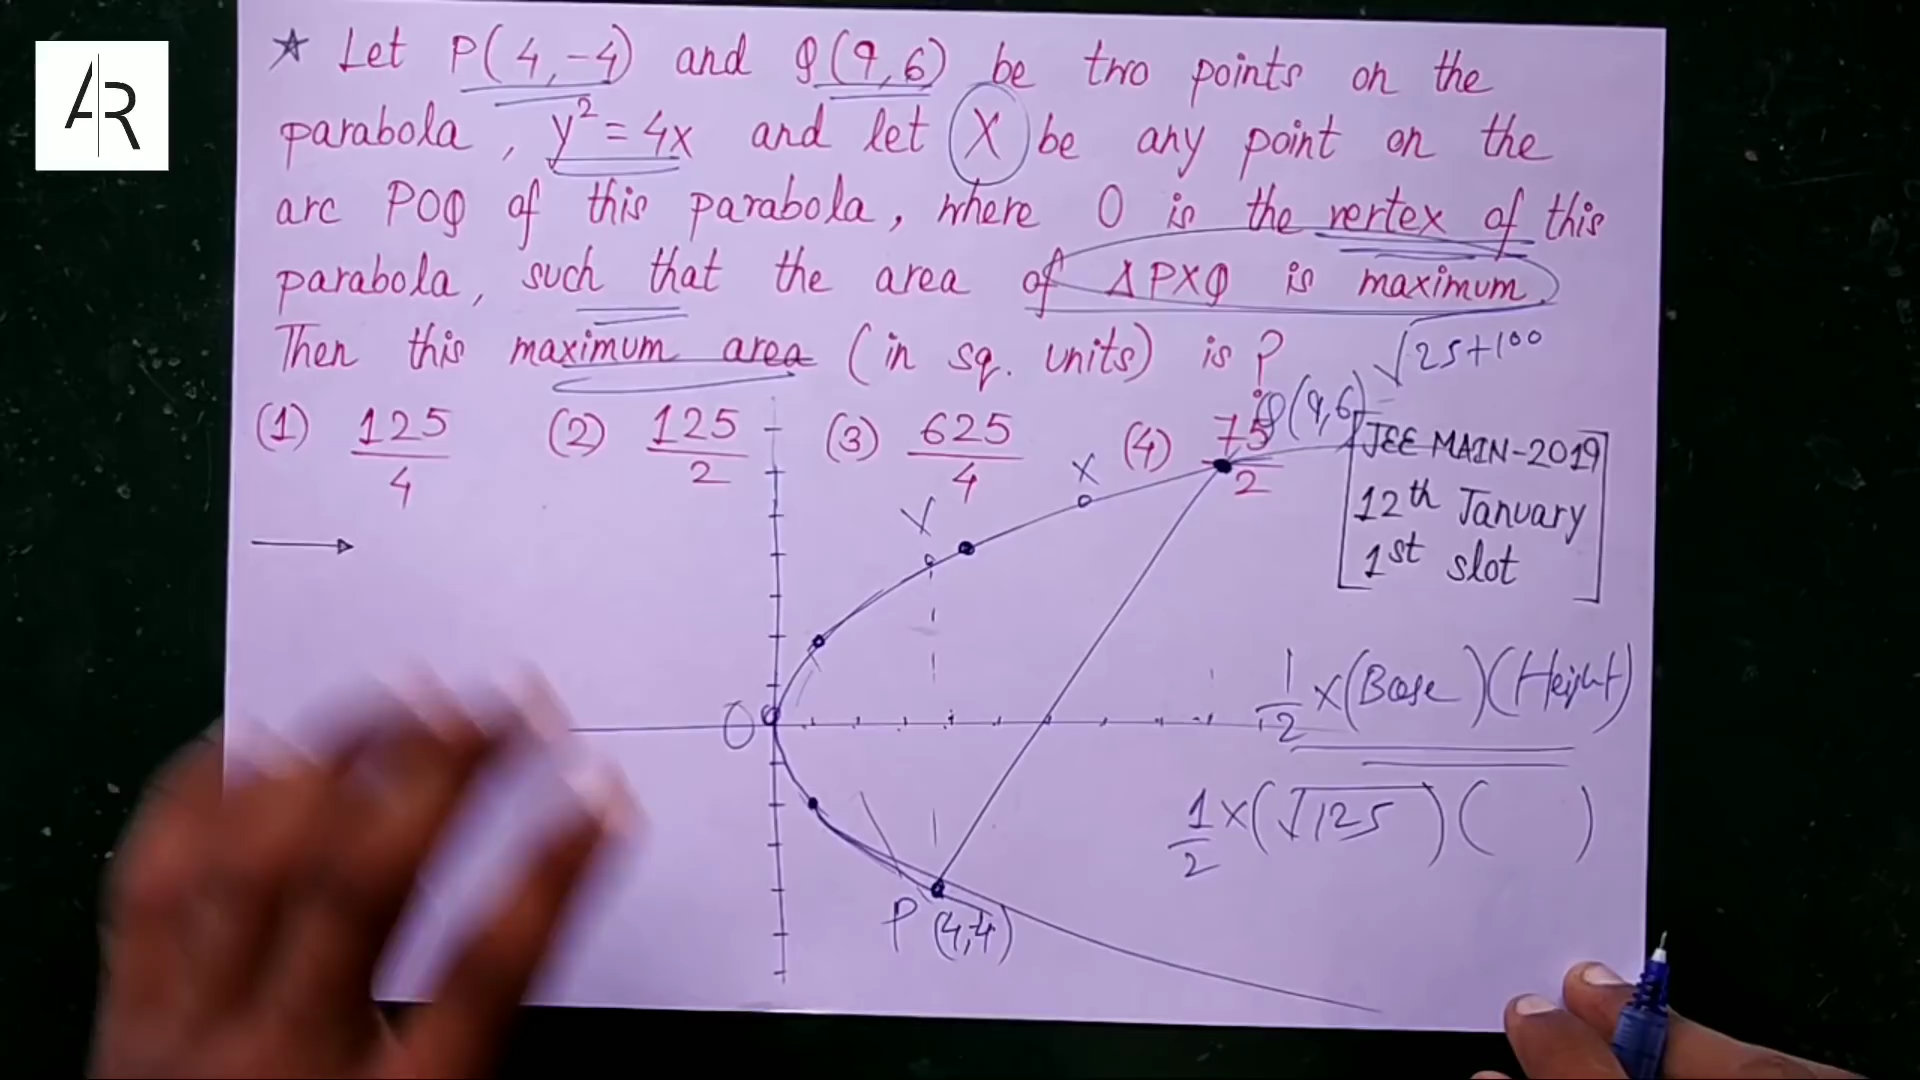 AR
★ Let P(4,-4) and Q(9,6) be two points on the
parabola, y²=4x and let X be any point on the
arc POQ of this parabola, where O is the vertex of this
parabola, such that the area of ΔPXQ is maximum.
Then this maximum area (in sq. units) is?
√25+100
(1) 125/4 (2) 125/2 (3) 625/4 (4) 75/2
Q(9,6)
[JEE MAIN-2019
12th January
1st slot]
X
X
O
1/2 ×(Base)(Height)
1/2 ×(√125)( )
P(4,-4)